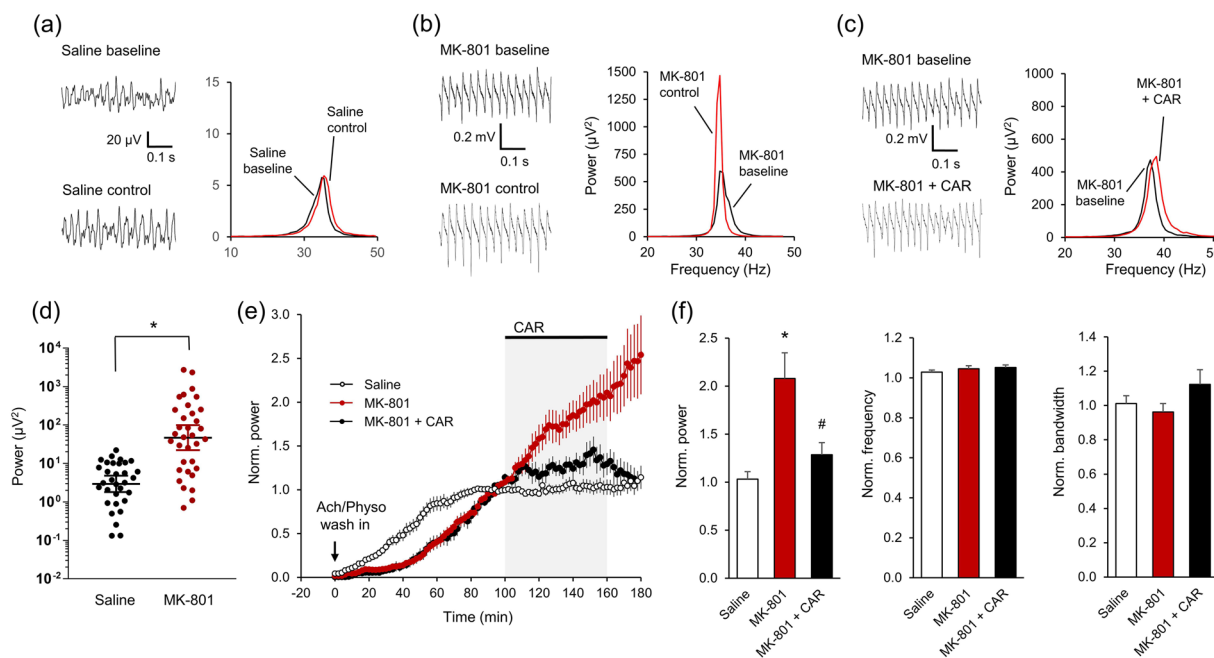 (a)
Saline baseline
20 µV
0.1 s
Saline control
15
10
5
0
10
20
30
40
50
Saline
control
Saline
baseline
(b)
MK-801 baseline
0.2 mV
0.1 s
MK-801 control
Power (µV²)
1500
1250
1000
750
500
250
0
20
30
40
50
Frequency (Hz)
MK-801
control
MK-801
baseline
(c)
MK-801 baseline
0.2 mV
0.1 s
MK-801 + CAR
Power (µV²)
1000
800
600
400
200
0
20
30
40
50
Frequency (Hz)
MK-801
+ CAR
MK-801
baseline
(d)
*
Power (µV²)
10⁴
10³
10²
10¹
10⁰
10⁻¹
10⁻²
Saline
MK-801
(e)
CAR
Norm. power
3.0
2.5
2.0
1.5
1.0
0.5
0.0
Saline
MK-801
MK-801 + CAR
Ach/Physo
wash in
-20
0
20
40
60
80
100
120
140
160
180
Time (min)
(f)
Norm. power
2.5
2.0
1.5
1.0
0.5
0.0
*
#
Saline
MK-801
MK-801 + CAR
Norm. frequency
1.2
1.0
0.8
0.6
0.4
0.2
0.0
Saline
MK-801
MK-801 + CAR
Norm. bandwidth
1.4
1.2
1.0
0.8
0.6
0.4
0.2
0.0
Saline
MK-801
MK-801 + CAR